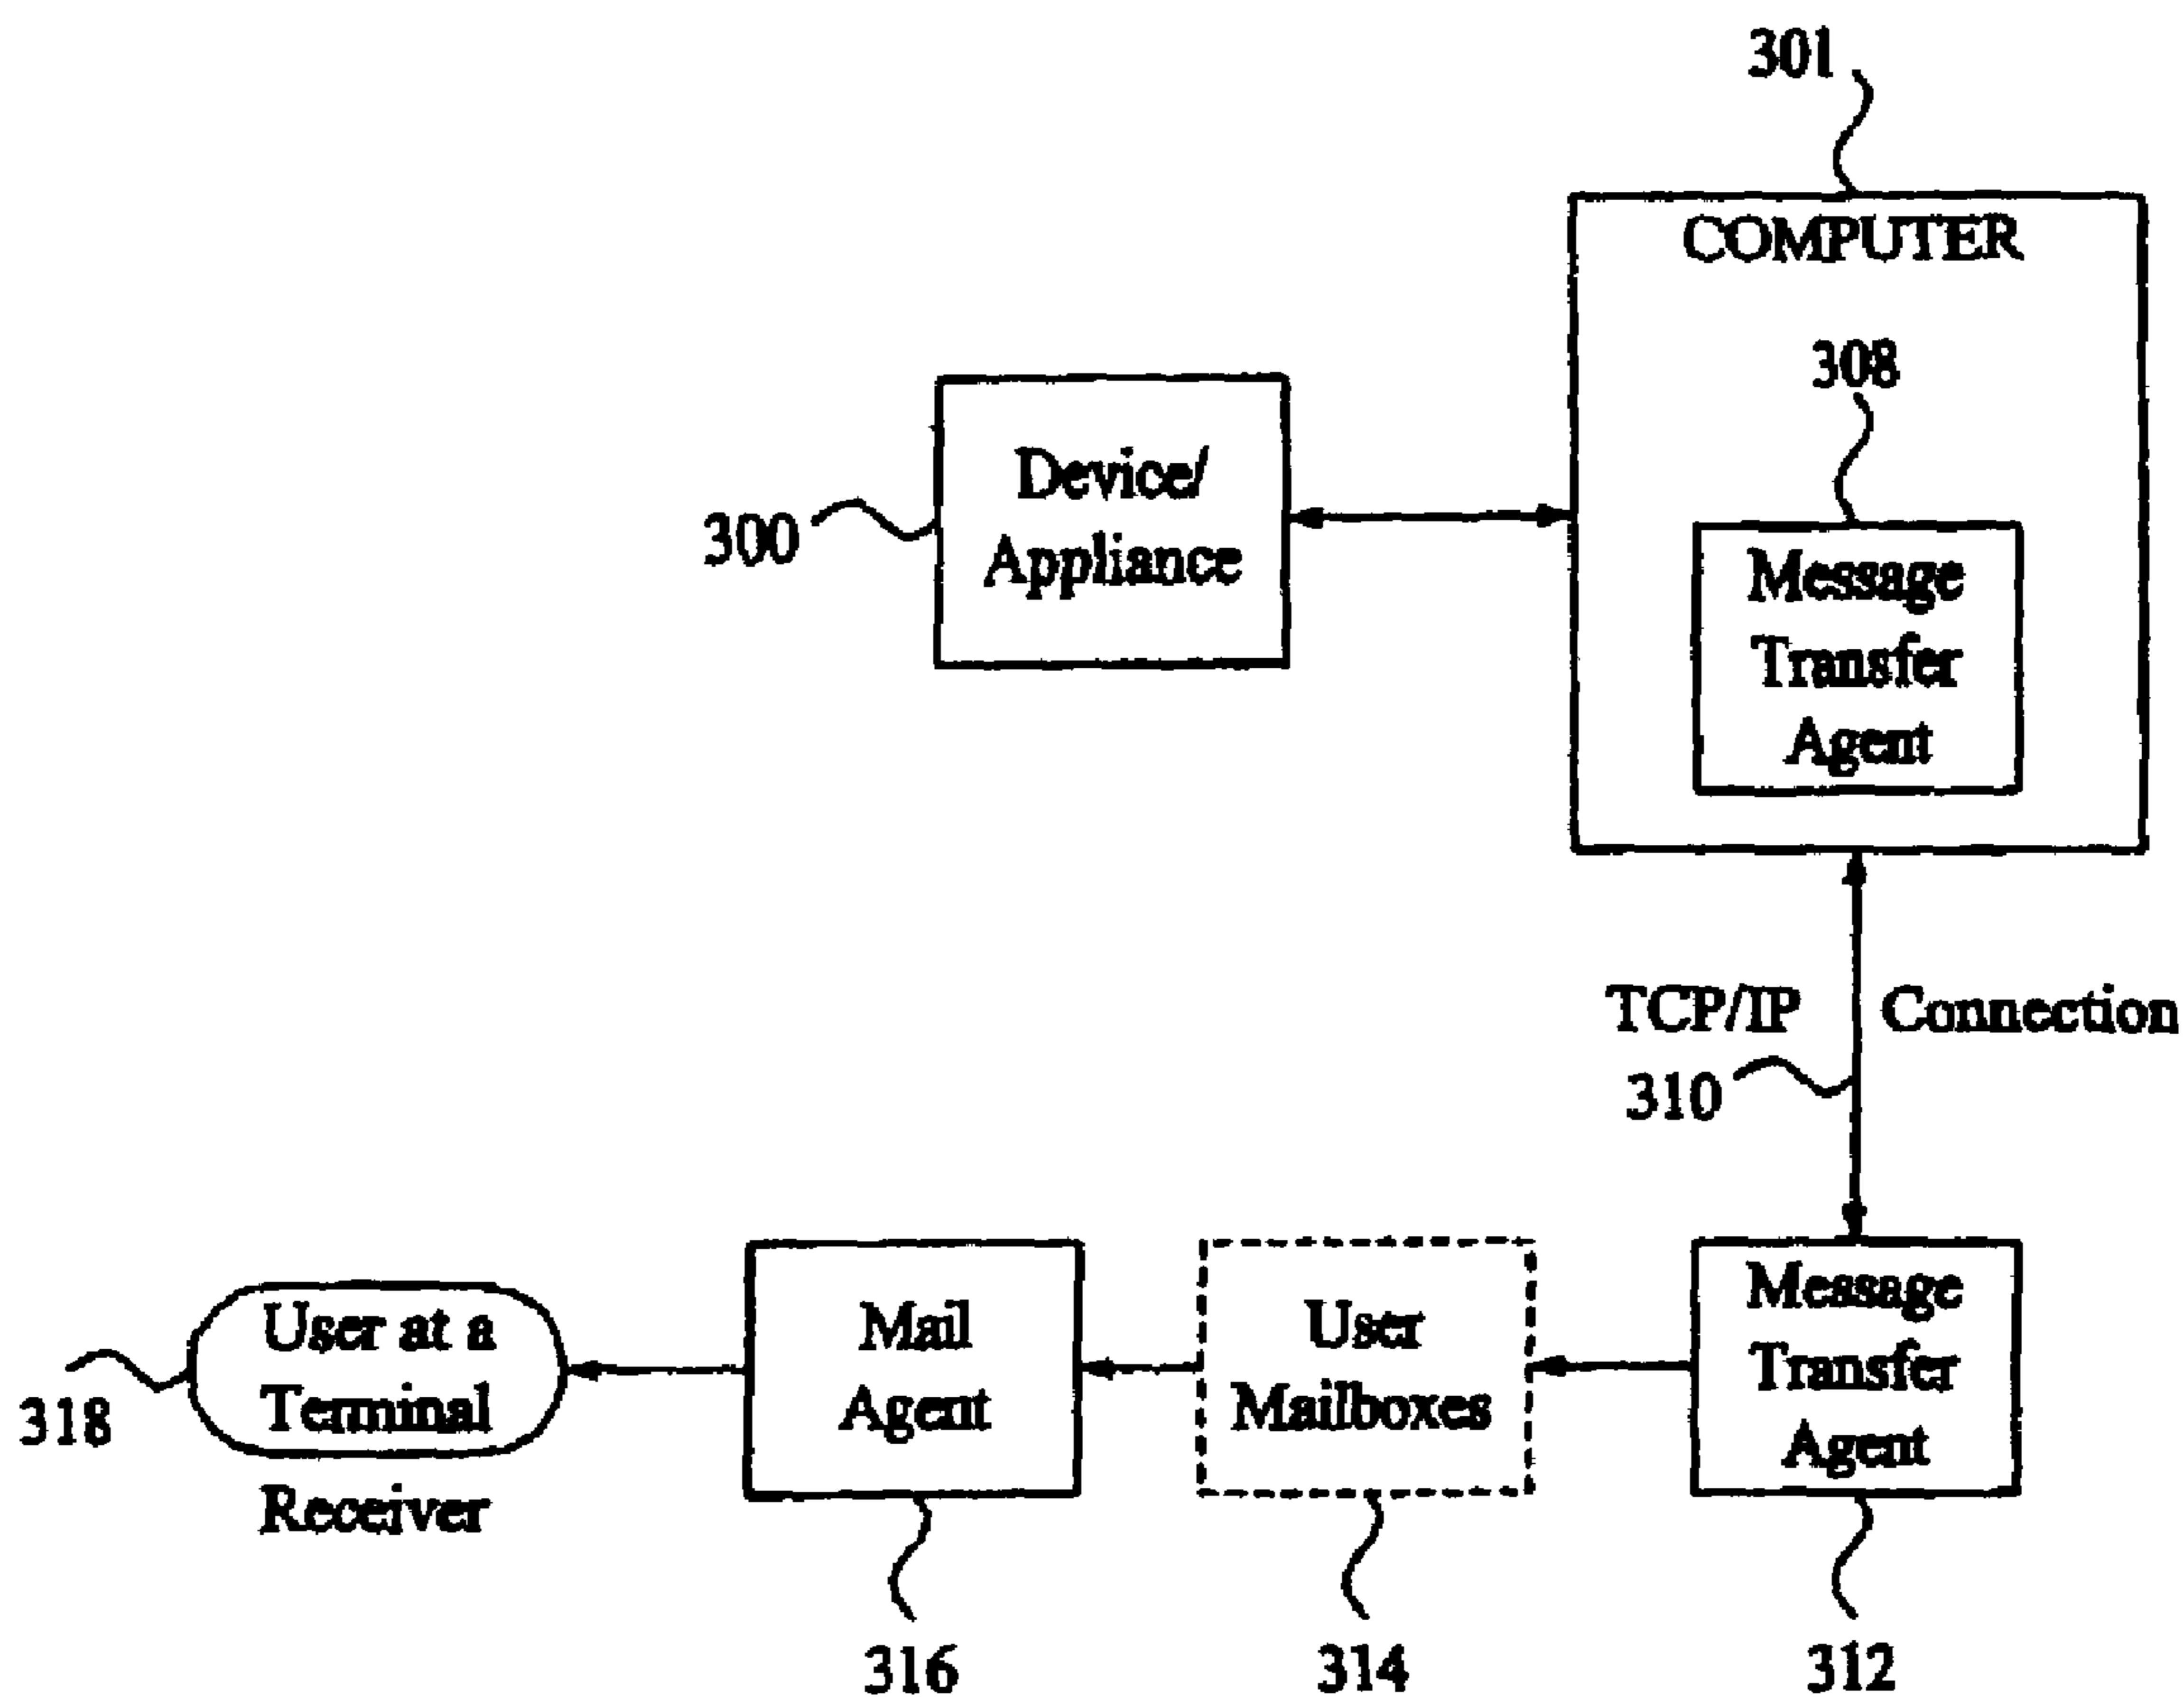 301
COMPUTER
308
Device/
Appliance
300
Message
Transfer
Agent
TCP/IP Connection
310
User at a
Terminal
Receiver
318
Mail
Agent
316
User
Mailboxes
314
Message
Transfer
Agent
312